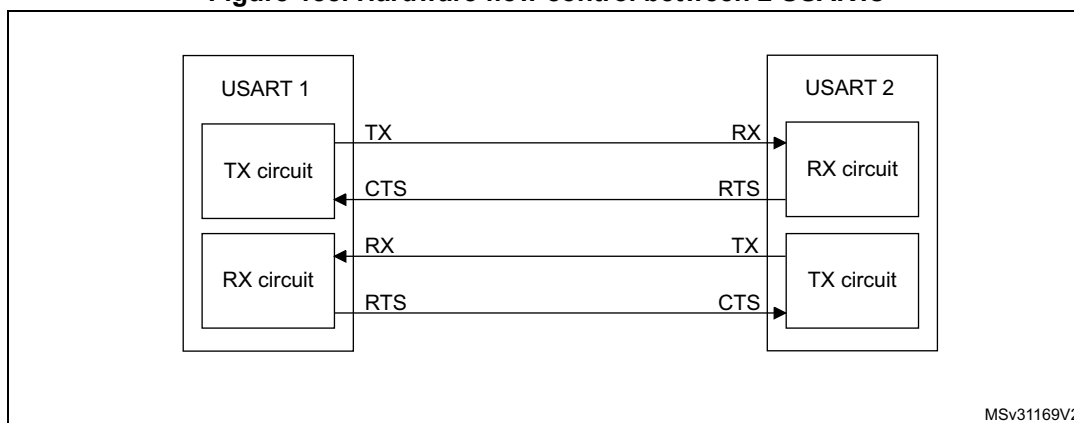 USART 1
USART 2
TX circuit
TX
RX
RX circuit
CTS
RTS
RX circuit
RX
TX
TX circuit
RTS
CTS
MSv31169V2